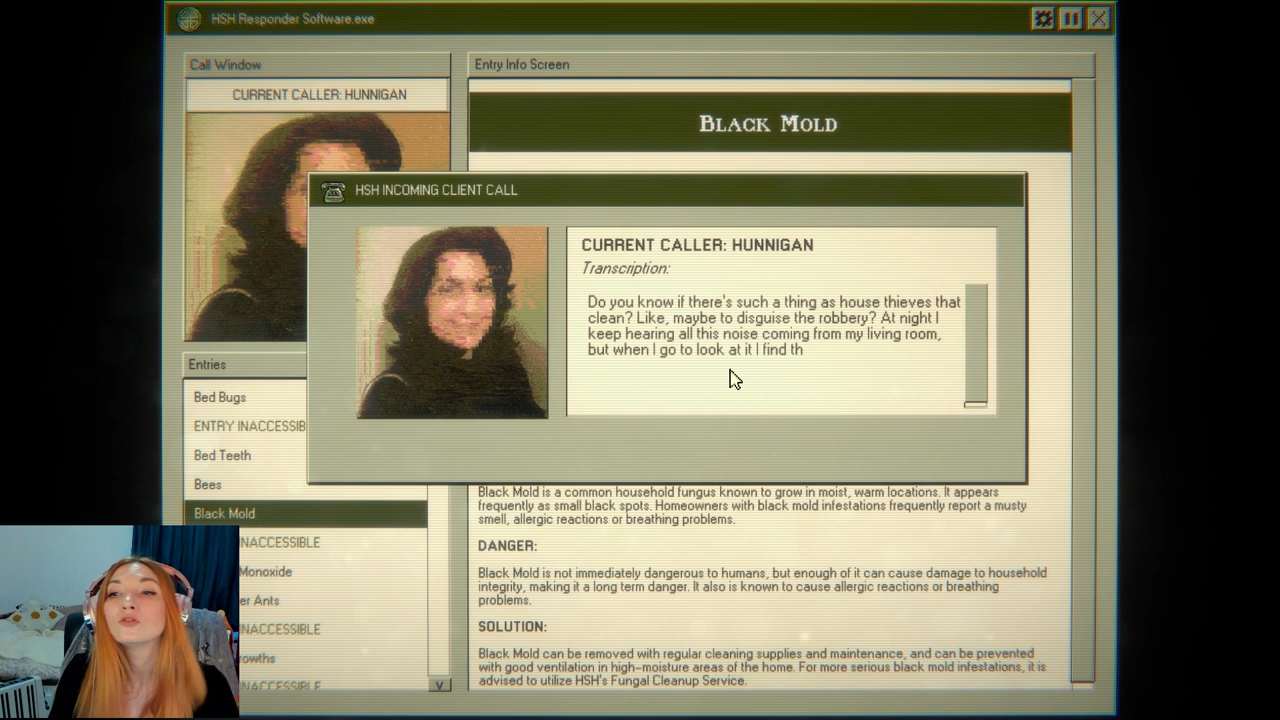 HSH Responder Software.exe
Call Window
CURRENT CALLER: HUNNIGAN
Entries
Bed Bugs
ENTRY INACCESSIB
Bed Teeth
Bees
Black Mold
INACCESSIBLE
Monoxide
er Ants
INACCESSIBLE
rowths
INACCESSIBLE
V
Entry Info Screen
BLACK MOLD
HSH INCOMING CLIENT CALL
CURRENT CALLER: HUNNIGAN
Transcription:
Do you know if there's such a thing as house thieves that
clean? Like, maybe to disguise the robbery? At night I
keep hearing all this noise coming from my living room,
but when I go to look at it I find th
Black Mold is a common household fungus known to grow in moist, warm locations. It appears
frequently as small black spots. Homeowners with black mold infestations frequently report a musty
smell, allergic reactions or breathing problems.
DANGER:
Black Mold is not immediately dangerous to humans, but enough of it can cause damage to household
integrity, making it a long term danger. It also is known to cause allergic reactions or breathing
problems.
SOLUTION:
Black Mold can be removed with regular cleaning supplies and maintenance, and can be prevented
with good ventilation in high-moisture areas of the home. For more serious black mold infestations, it is
advised to utilize HSH's Fungal Cleanup Service.